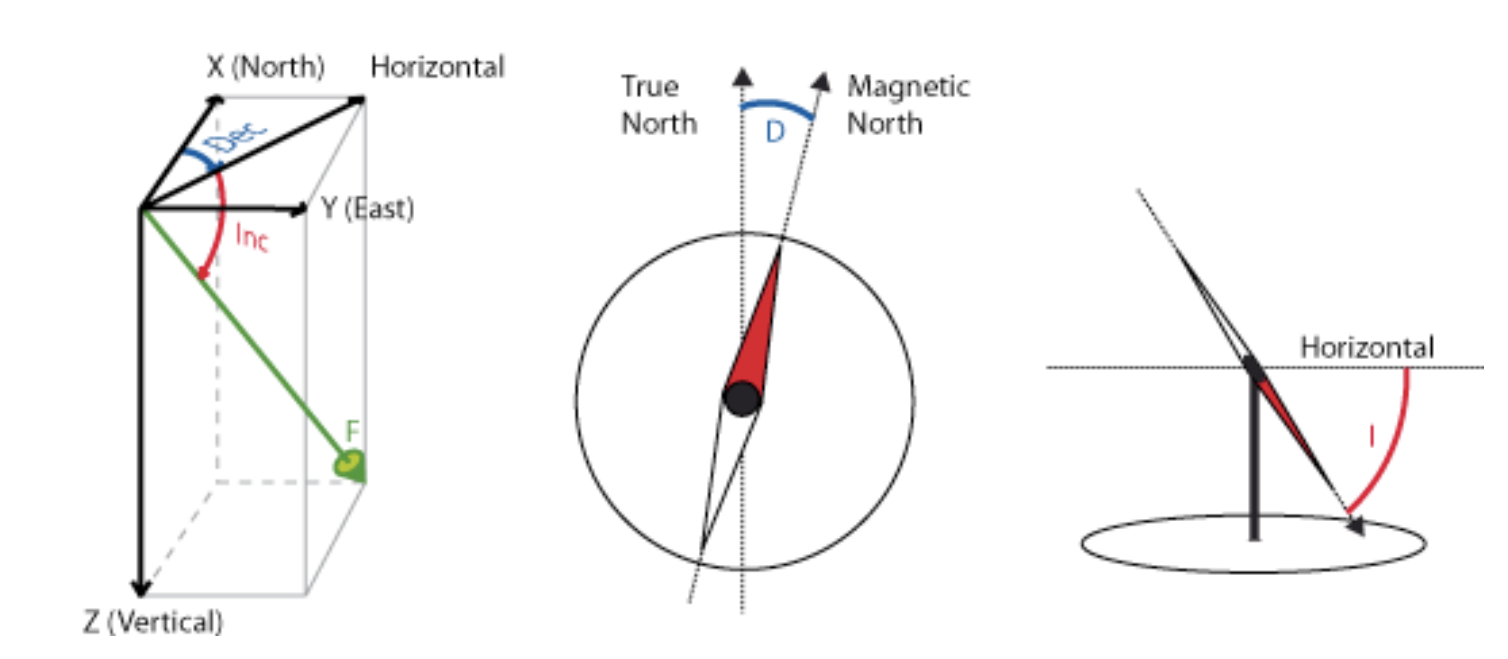 X (North)
Horizontal
Dec
Y (East)
Inc
F
Z (Vertical)
True
North
D
Magnetic
North
Horizontal
I